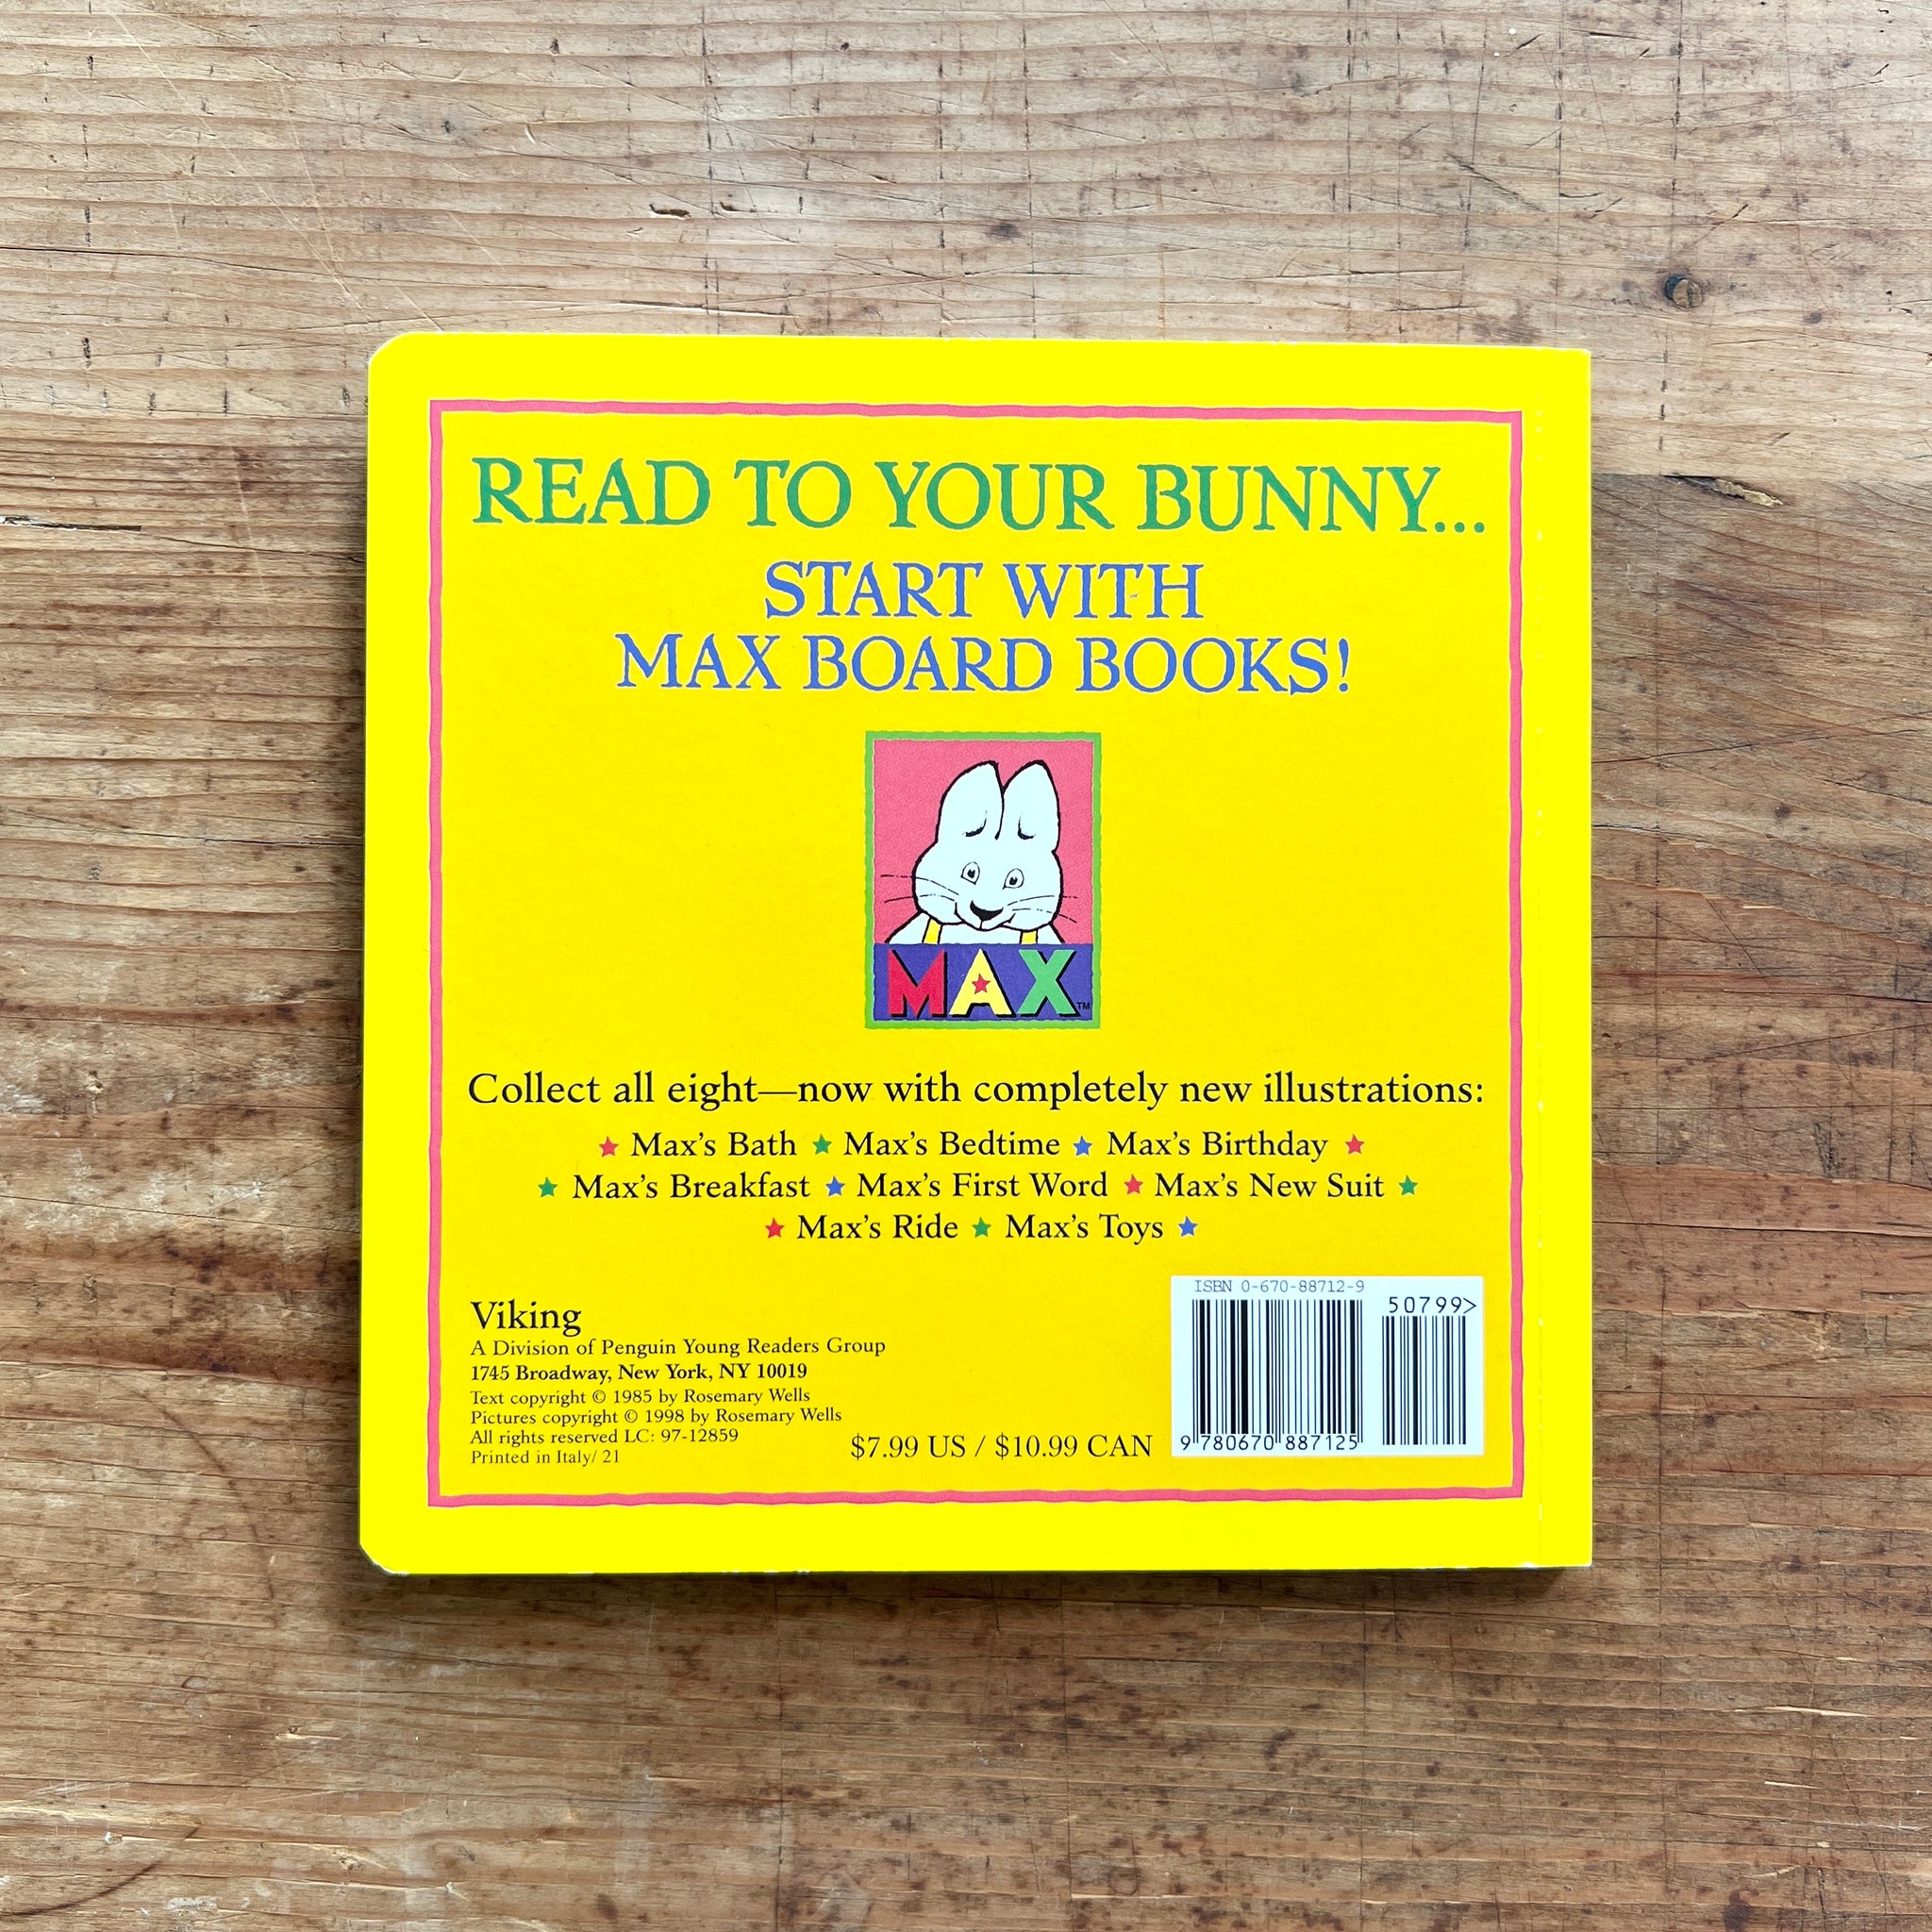 READ TO YOUR BUNNY...
START WITH
MAX BOARD BOOKS!
MAX™
Collect all eight—now with completely new illustrations:
★ Max's Bath ★ Max's Bedtime ★ Max's Birthday ★
★ Max's Breakfast ★ Max's First Word ★ Max's New Suit ★
★ Max's Ride ★ Max's Toys ★
Viking
A Division of Penguin Young Readers Group
1745 Broadway, New York, NY 10019
Text copyright © 1985 by Rosemary Wells
Pictures copyright © 1998 by Rosemary Wells
All rights reserved LC: 97-12859
Printed in Italy/ 21
$7.99 US / $10.99 CAN
ISBN 0-670-88712-9
50799>
9 780670 887125